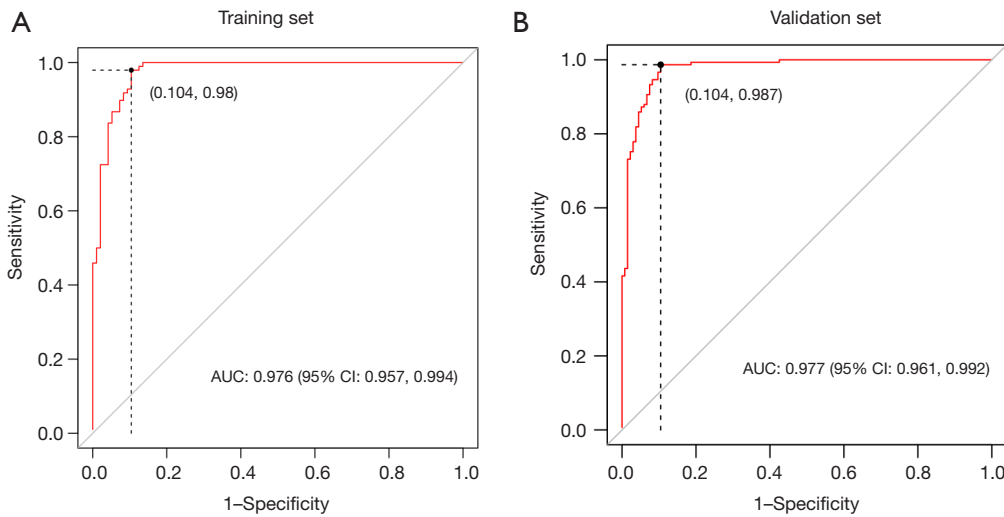 A
Training set
1.0
0.8
0.6
0.4
0.2
0.0
Sensitivity
(0.104, 0.98)
AUC: 0.976 (95% CI: 0.957, 0.994)
0.0 0.2 0.4 0.6 0.8 1.0
1–Specificity
B
Validation set
1.0
0.8
0.6
0.4
0.2
0.0
Sensitivity
(0.104, 0.987)
AUC: 0.977 (95% CI: 0.961, 0.992)
0.0 0.2 0.4 0.6 0.8 1.0
1–Specificity